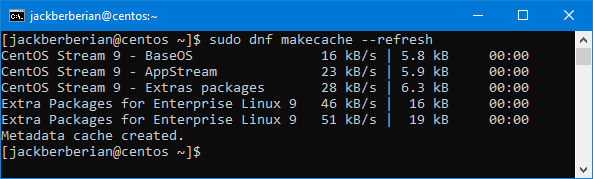 jackberberian@centos:~
[jackberberian@centos ~]$ sudo dnf makecache --refresh
CentOS Stream 9 - BaseOS                        16 kB/s | 5.8 kB     00:00
CentOS Stream 9 - AppStream                     23 kB/s | 5.9 kB     00:00
CentOS Stream 9 - Extras packages               28 kB/s | 6.3 kB     00:00
Extra Packages for Enterprise Linux 9   46 kB/s |  16 kB     00:00
Extra Packages for Enterprise Linux 9   51 kB/s |  19 kB     00:00
Metadata cache created.
[jackberberian@centos ~]$